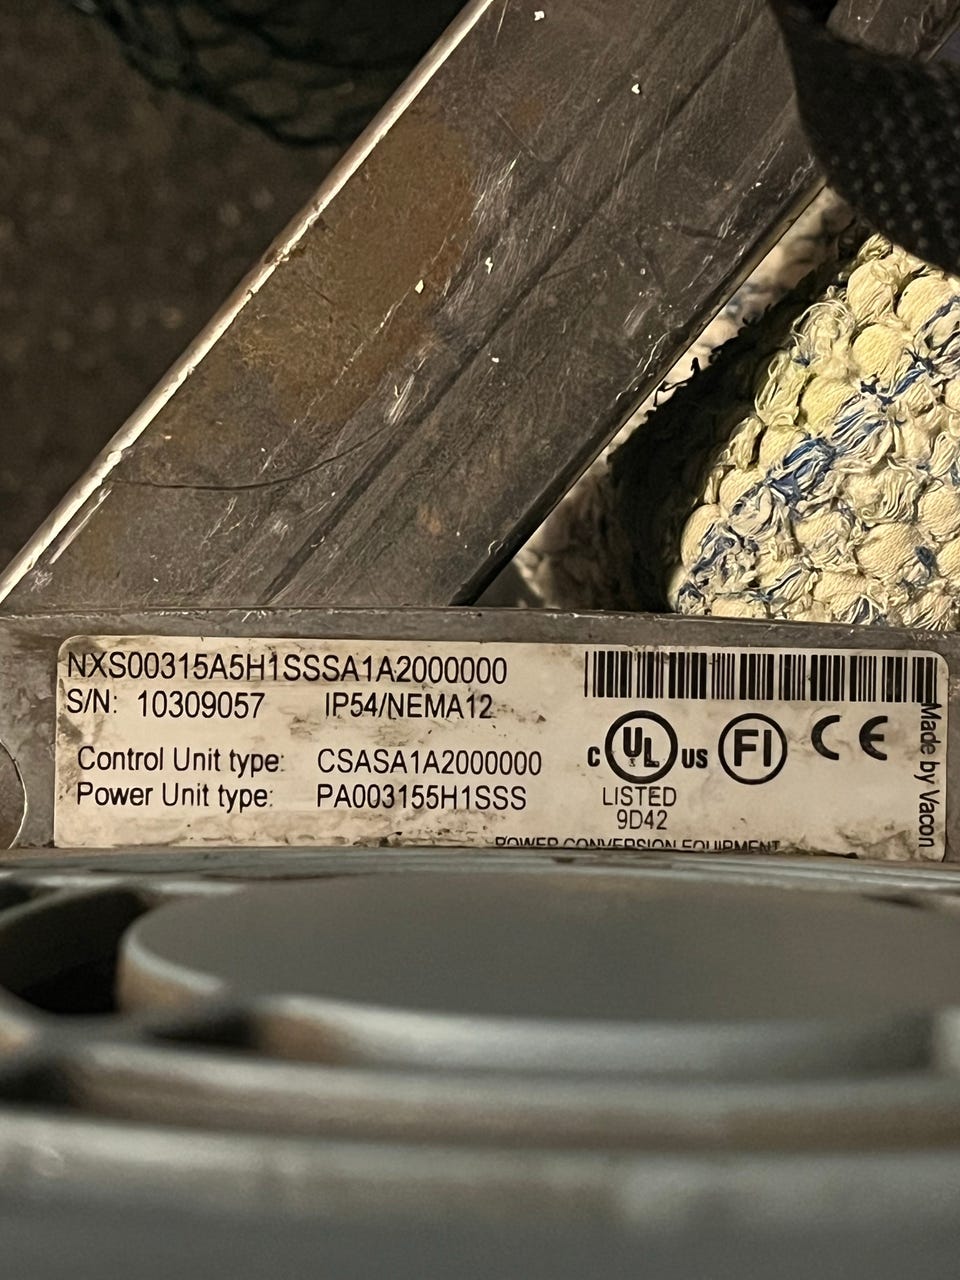 NXS00315A5H1SSSA1A2000000
S/N: 10309057 IP54/NEMA12
Control Unit type: CSASA1A2000000
Power Unit type: PA003155H1SSS
C UL US FI CE
LISTED
9D42
POWER CONVERSION EQUIPMENT
Made by Vacon